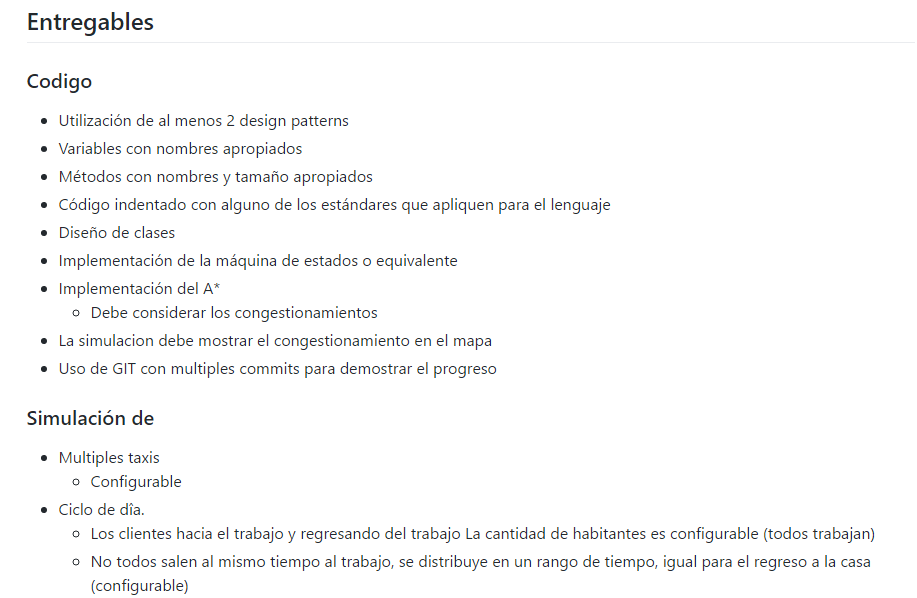 Entregables
Codigo
Utilización de al menos 2 design patterns
Variables con nombres apropiados
Métodos con nombres y tamaño apropiados
Código indentado con alguno de los estándares que apliquen para el lenguaje
Diseño de clases
Implementación de la máquina de estados o equivalente
Implementación del A*
Debe considerar los congestionamientos
La simulacion debe mostrar el congestionamiento en el mapa
Uso de GIT con multiples commits para demostrar el progreso
Simulación de
Multiples taxis
Configurable
Ciclo de dîa.
Los clientes hacia el trabajo y regresando del trabajo La cantidad de habitantes es configurable (todos trabajan)
No todos salen al mismo tiempo al trabajo, se distribuye en un rango de tiempo, igual para el regreso a la casa
(configurable)